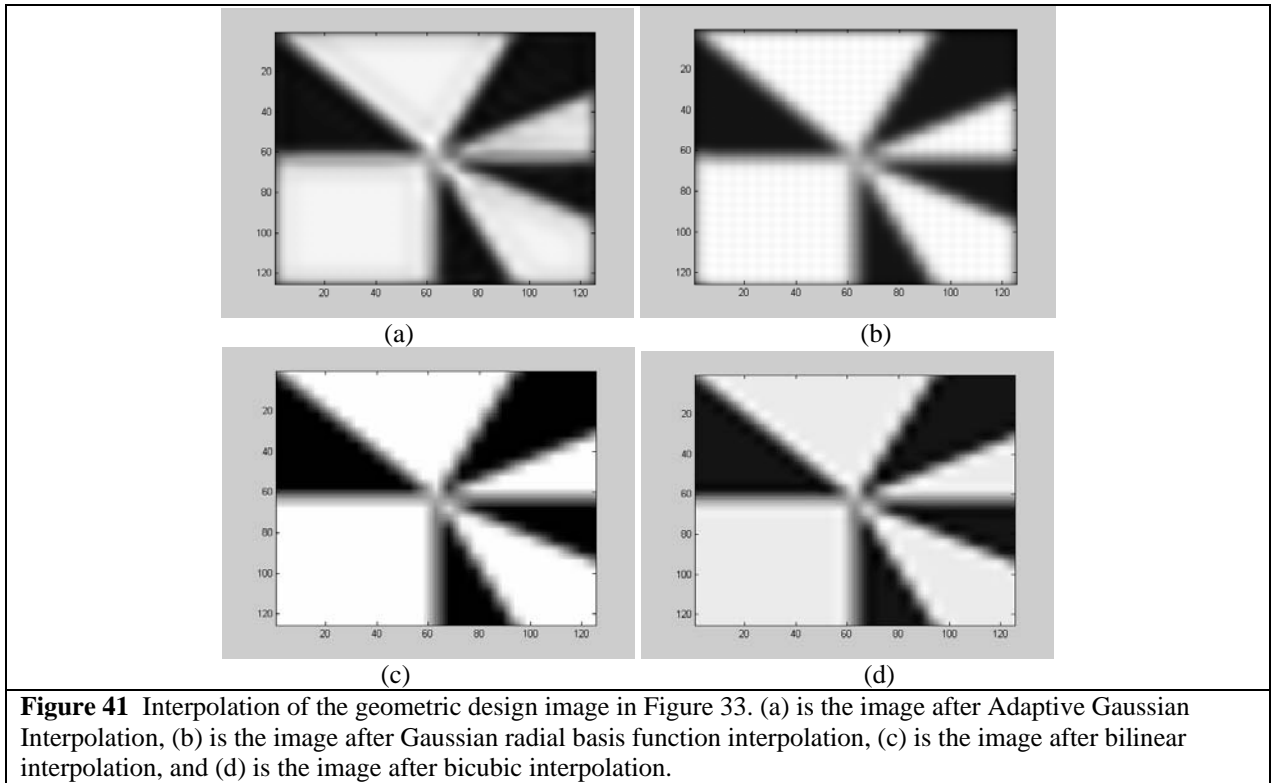 20
40
60
80
100
120
20 40 60 80 100 120
(a)
20
40
60
80
100
120
20 40 60 80 100 120
(b)
20
40
60
80
100
120
20 40 60 80 100 120
(c)
20
40
60
80
100
120
20 40 60 80 100 120
(d)
Figure 41 Interpolation of the geometric design image in Figure 33. (a) is the image after Adaptive Gaussian
Interpolation, (b) is the image after Gaussian radial basis function interpolation, (c) is the image after bilinear
interpolation, and (d) is the image after bicubic interpolation.